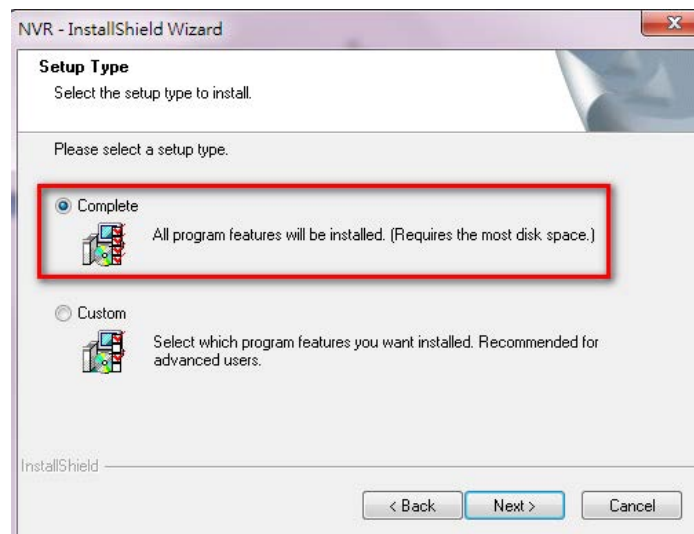 NVR - InstallShield Wizard
Setup Type
Select the setup type to install.
Please select a setup type.
Complete
All program features will be installed. (Requires the most disk space.)
Custom
Select which program features you want installed. Recommended for
advanced users.
InstallShield
< Back
Next >
Cancel